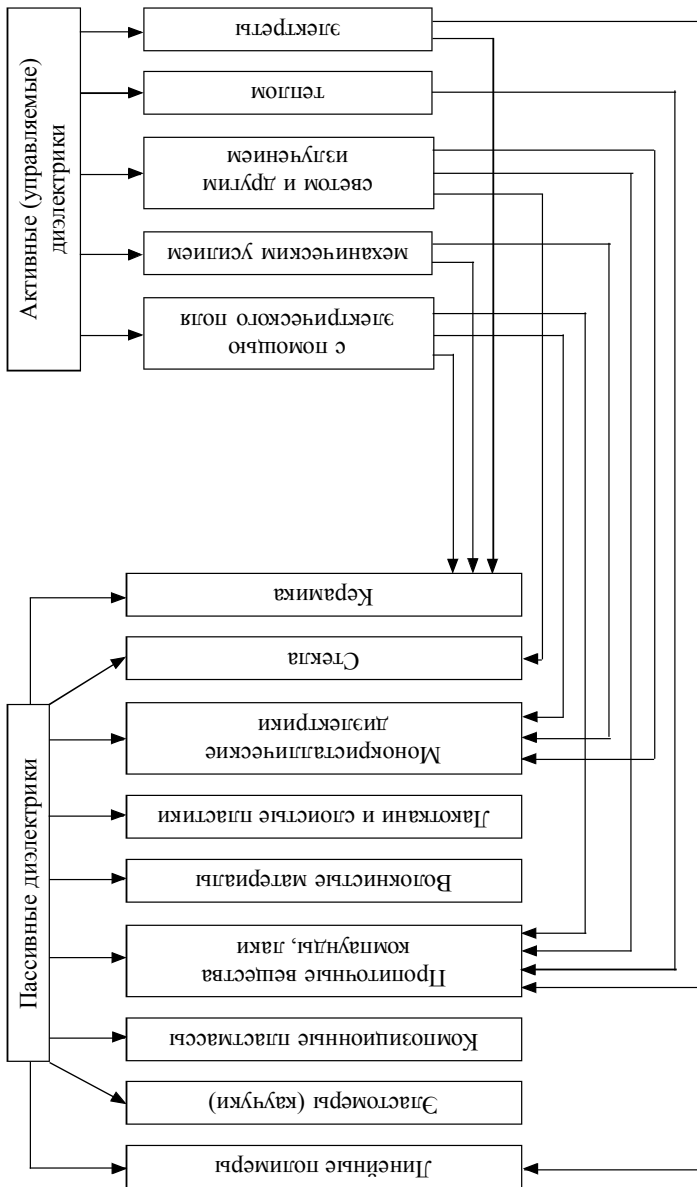 Активные (управляемые)
диэлектрики
электреты
теплом
светом и другим
излучением
механическим усилием
с помощью
электрического поля
Пассивные диэлектрики
Керамика
Стекла
Монокристаллические
диэлектрики
Лакоткани и слоистые пластики
Волокнистые материалы
Пропиточные вещества
компаунды, лаки
Композиционные пластмассы
Эластомеры (каучуки)
Линейные полимеры